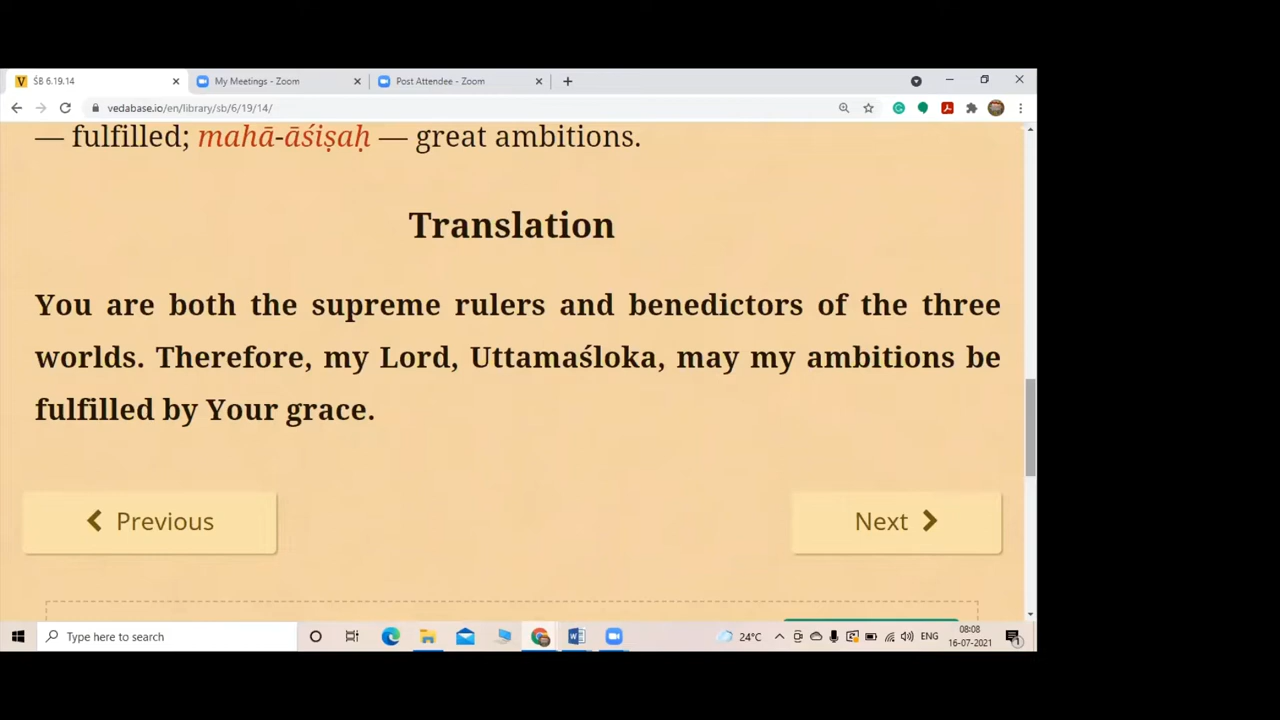 ŚB 6.19.14
My Meetings - Zoom
Post Attendee - Zoom
vedabase.io/en/library/sb/6/19/14/
— fulfilled; mahā-āśiṣaḥ — great ambitions.
Translation
You are both the supreme rulers and benedictors of the three
worlds. Therefore, my Lord, Uttamaśloka, may my ambitions be
fulfilled by Your grace.
Previous
Next
Type here to search
24°C
ENG
08:08
16-07-2021